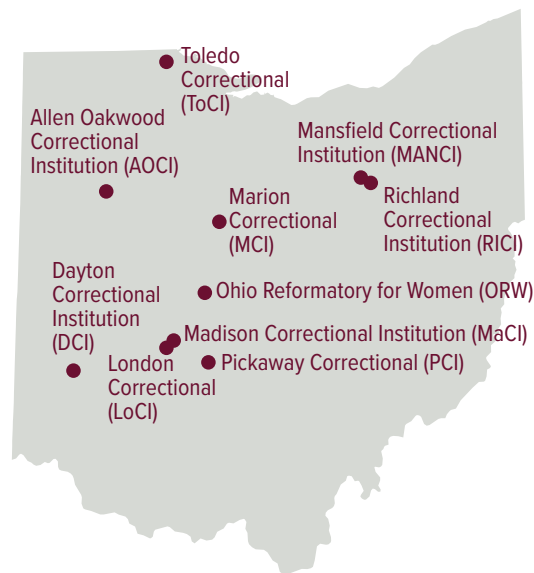 Toledo
Correctional
(ToCI)
Allen Oakwood
Correctional
Institution (AOCI)
Mansfield Correctional
Institution (MANCI)
Richland
Correctional
Institution (RICI)
Marion
Correctional
(MCI)
Dayton
Correctional
Institution
(DCI)
Ohio Reformatory for Women (ORW)
Madison Correctional Institution (MaCI)
London
Correctional
(LoCI)
Pickaway Correctional (PCI)